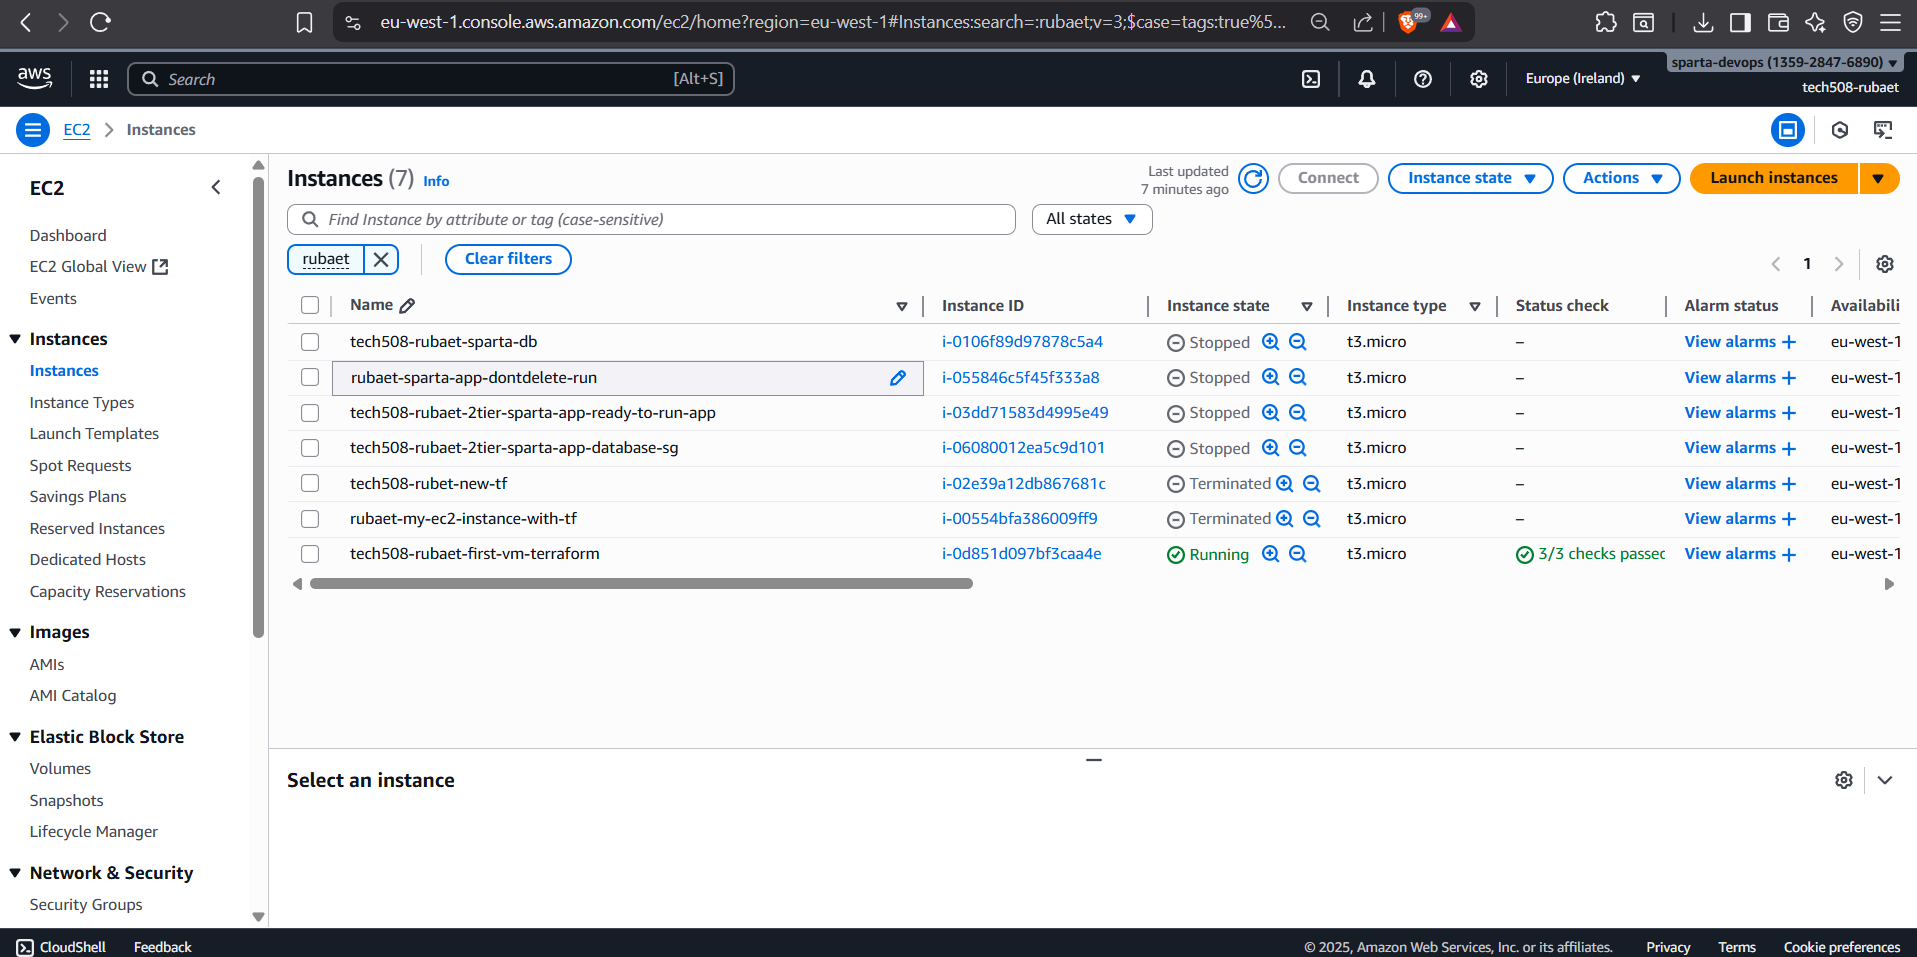 eu-west-1.console.aws.amazon.com/ec2/home?region=eu-west-1#Instances:search=:rubaet;v=3;$case=tags:true%5...
99+
aws
Search
[Alt+S]
Europe (Ireland)
sparta-devops (1359-2847-6890)
tech508-rubaet
EC2 > Instances
EC2
Dashboard
EC2 Global View
Events
Instances
Instances
Instance Types
Launch Templates
Spot Requests
Savings Plans
Reserved Instances
Dedicated Hosts
Capacity Reservations
Images
AMIs
AMI Catalog
Elastic Block Store
Volumes
Snapshots
Lifecycle Manager
Network & Security
Security Groups
Instances (7) Info
Last updated
7 minutes ago
Connect
Instance state
Actions
Launch instances
Find Instance by attribute or tag (case-sensitive)
All states
rubaet
Clear filters
1
Name Instance ID Instance state Instance type Status check Alarm status Availabili
tech508-rubaet-sparta-db i-0106f89d97878c5a4 Stopped t3.micro – View alarms + eu-west-1
rubaet-sparta-app-dontdelete-run i-055846c5f45f333a8 Stopped t3.micro – View alarms + eu-west-1
tech508-rubaet-2tier-sparta-app-ready-to-run-app i-03dd71583d4995e49 Stopped t3.micro – View alarms + eu-west-1
tech508-rubaet-2tier-sparta-app-database-sg i-06080012ea5c9d101 Stopped t3.micro – View alarms + eu-west-1
tech508-rubet-new-tf i-02e39a12db867681c Terminated t3.micro – View alarms + eu-west-1
rubaet-my-ec2-instance-with-tf i-00554bfa386009ff9 Terminated t3.micro – View alarms + eu-west-1
tech508-rubaet-first-vm-terraform i-0d851d097bf3caa4e Running t3.micro 3/3 checks passed View alarms + eu-west-1
Select an instance
CloudShell
Feedback
© 2025, Amazon Web Services, Inc. or its affiliates.
Privacy
Terms
Cookie preferences